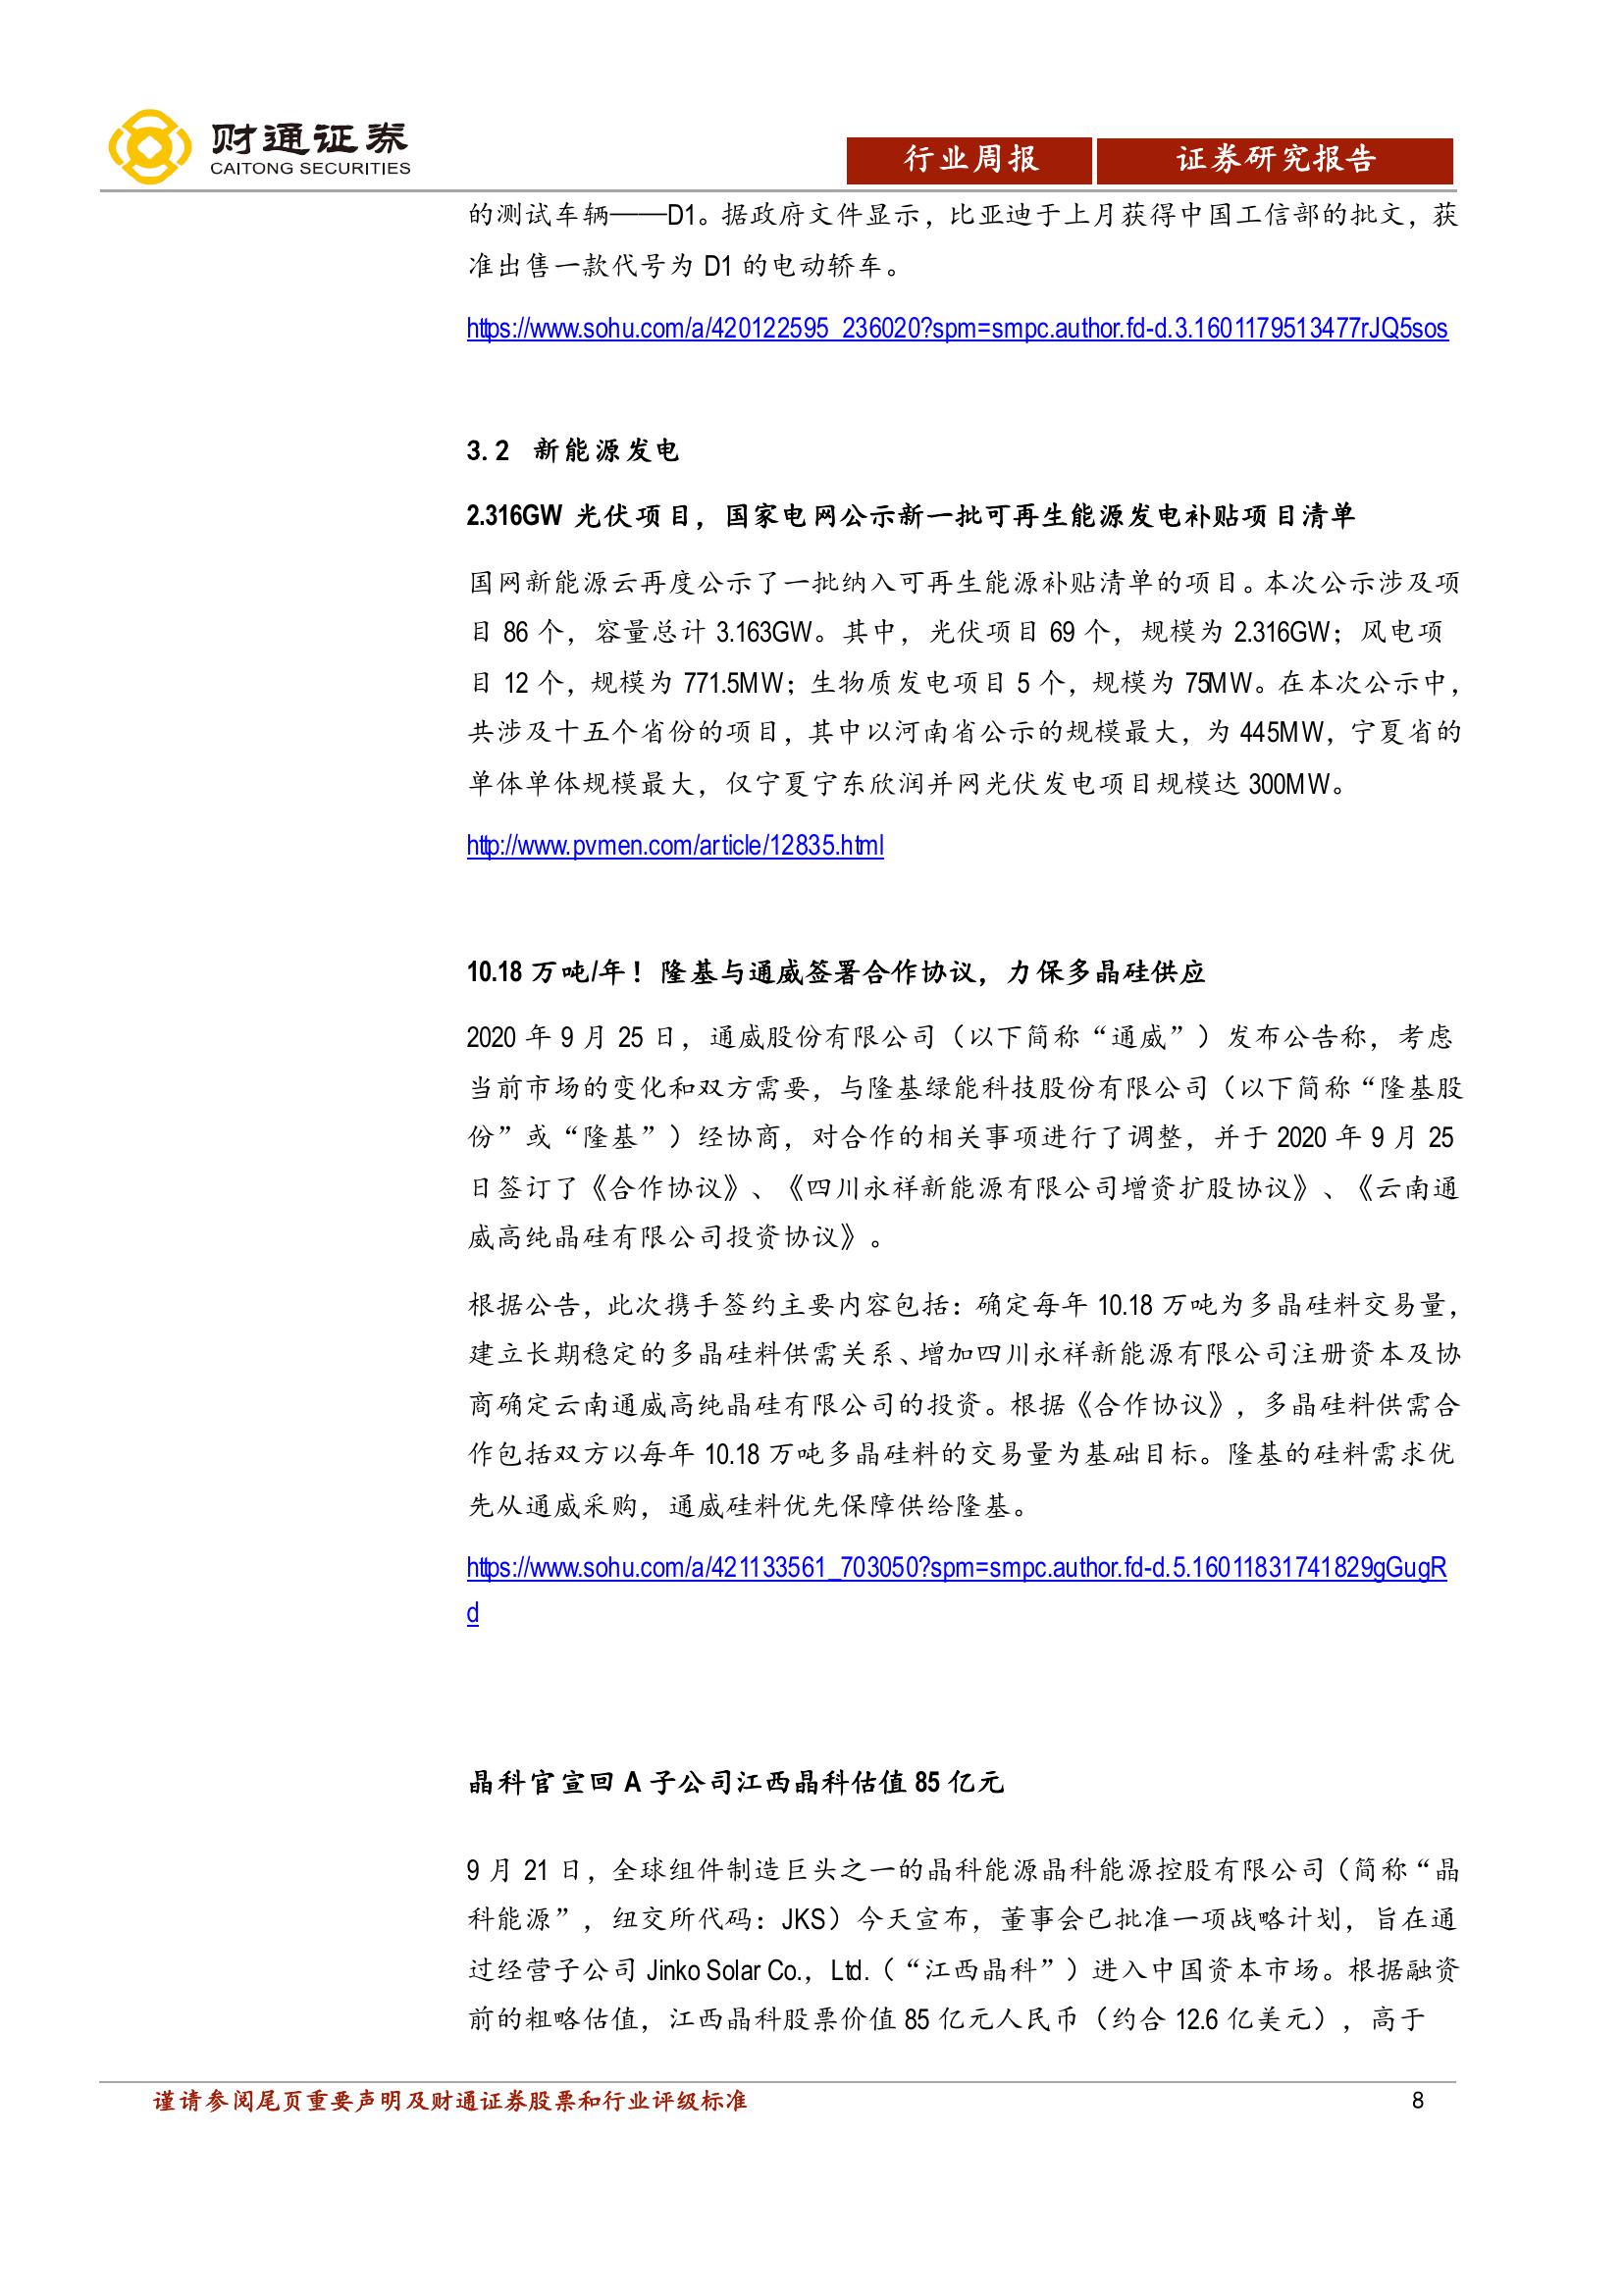 财通证券
CAITONG SECURITIES
行业周报
证券研究报告
的测试车辆——D1。据政府文件显示，比亚迪于上月获得中国工信部的批文，获
准出售一款代号为 D1 的电动轿车。
https://www.sohu.com/a/420122595_236020?spm=smpc.author.fd-d.3.1601179513477rJQ5sos
3.2 新能源发电
2.316GW 光伏项目，国家电网公示新一批可再生能源发电补贴项目清单
国网新能源云再度公示了一批纳入可再生能源补贴清单的项目。本次公示涉及项
目 86 个，容量总计 3.163GW。其中，光伏项目 69 个，规模为 2.316GW；风电项
目 12 个，规模为 771.5MW；生物质发电项目 5 个，规模为 75MW。在本次公示中，
共涉及十五个省份的项目，其中以河南省公示的规模最大，为 445MW，宁夏省的
单体单体规模最大，仅宁夏宁东欣润并网光伏发电项目规模达 300MW。
http://www.pvmen.com/article/12835.html
10.18 万吨/年！隆基与通威签署合作协议，力保多晶硅供应
2020 年 9 月 25 日，通威股份有限公司（以下简称“通威”）发布公告称，考虑
当前市场的变化和双方需要，与隆基绿能科技股份有限公司（以下简称“隆基股
份”或“隆基”）经协商，对合作的相关事项进行了调整，并于 2020 年 9 月 25
日签订了《合作协议》、《四川永祥新能源有限公司增资扩股协议》、《云南通
威高纯晶硅有限公司投资协议》。
根据公告，此次携手签约主要内容包括：确定每年 10.18 万吨为多晶硅料交易量，
建立长期稳定的多晶硅料供需关系、增加四川永祥新能源有限公司注册资本及协
商确定云南通威高纯晶硅有限公司的投资。根据《合作协议》，多晶硅料供需合
作包括双方以每年 10.18 万吨多晶硅料的交易量为基础目标。隆基的硅料需求优
先从通威采购，通威硅料优先保障供给隆基。
https://www.sohu.com/a/421133561_703050?spm=smpc.author.fd-d.5.16011831741829gGugR
d
晶科官宣回 A 子公司江西晶科估值 85 亿元
9 月 21 日，全球组件制造巨头之一的晶科能源晶科能源控股有限公司（简称“晶
科能源”，纽交所代码：JKS）今天宣布，董事会已批准一项战略计划，旨在通
过经营子公司 Jinko Solar Co.，Ltd.（“江西晶科”）进入中国资本市场。根据融资
前的粗略估值，江西晶科股票价值 85 亿元人民币（约合 12.6 亿美元），高于
谨请参阅尾页重要声明及财通证券股票和行业评级标准
8